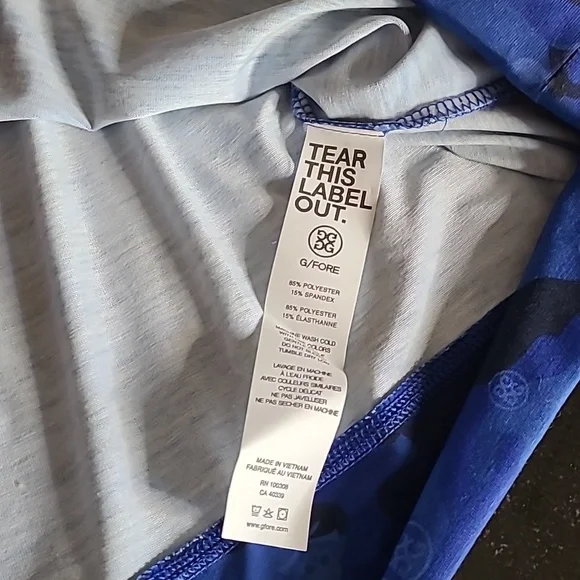 TEAR
THIS
LABEL
OUT.
G/FORE
85% POLYESTER
15% SPANDEX
85% POLYESTER
15% ÉLASTHANNE
MACHINE WASH COLD
COLORS
DO NOT
TUMBLE DRY
LAVAGE EN MACHINE
À L'EAU FROIDE
AVEC COULEURS SIMILAIRES
CYCLE DÉLICAT
NE PAS JAVELLISER
NE PAS SECHER EN MACHINE
MADE IN VIETNAM
FABRIQUÉ AU VIETNAM
RN 100308
CA 40339
www.gfore.com